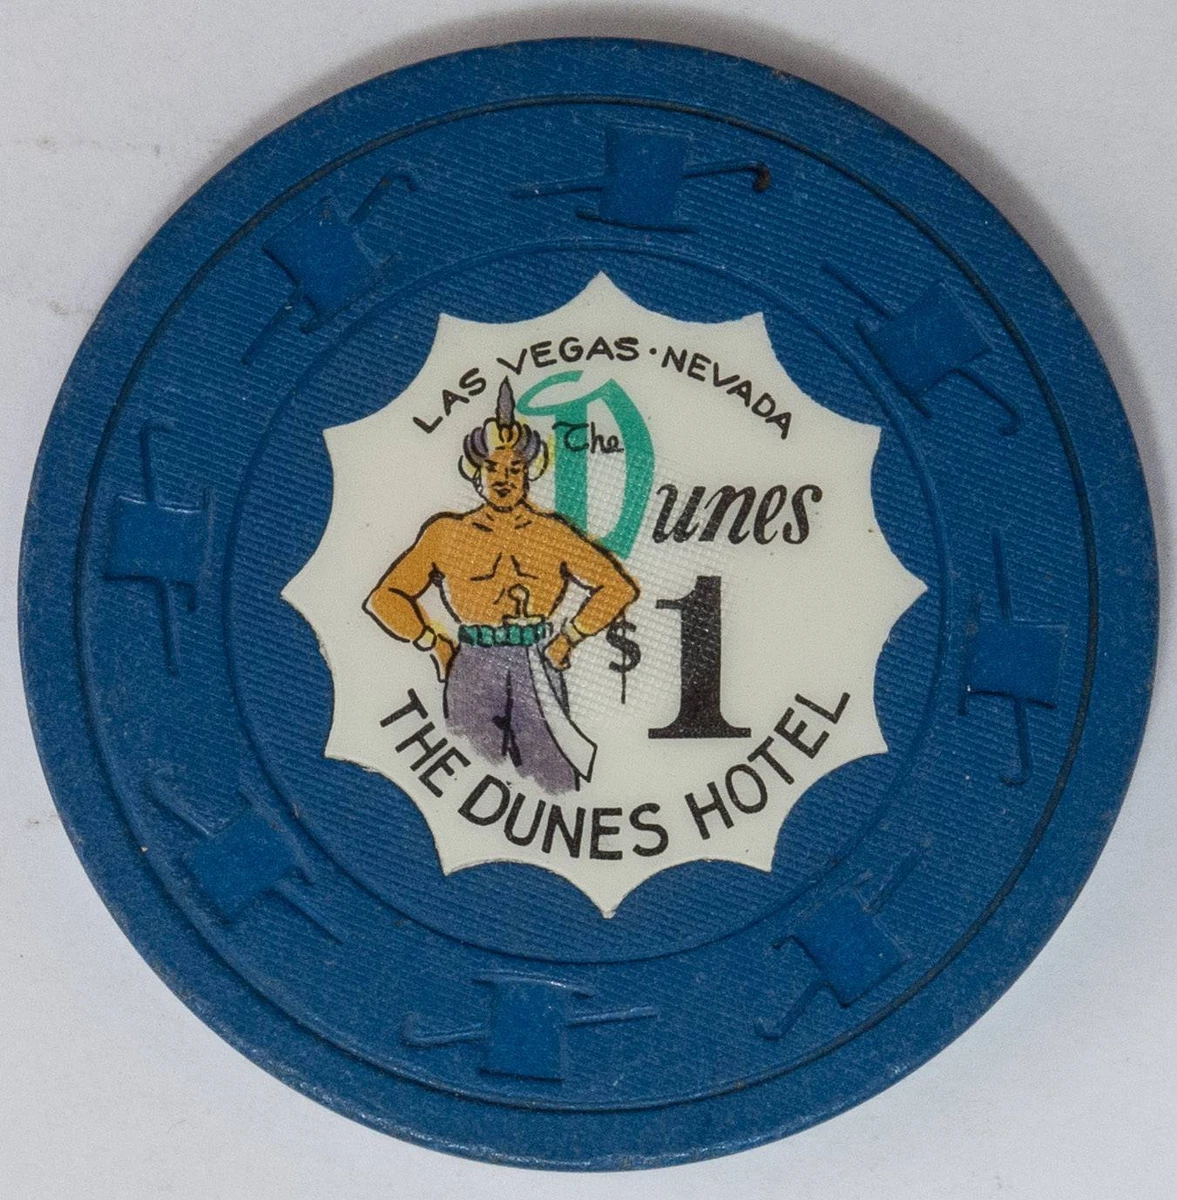 LAS VEGAS · NEVADA
The
Dunes
$1
THE DUNES HOTEL